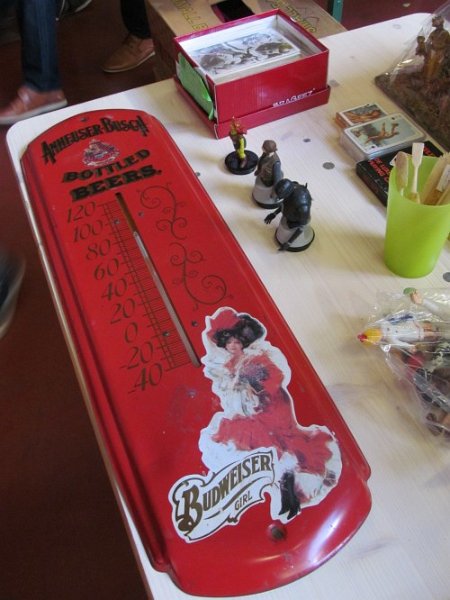 ANHEUSER-BUSCH
BOTTLED
BEERS.
120
100
80
60
40
20
0
-20
-40
BUDWEISER
GIRL